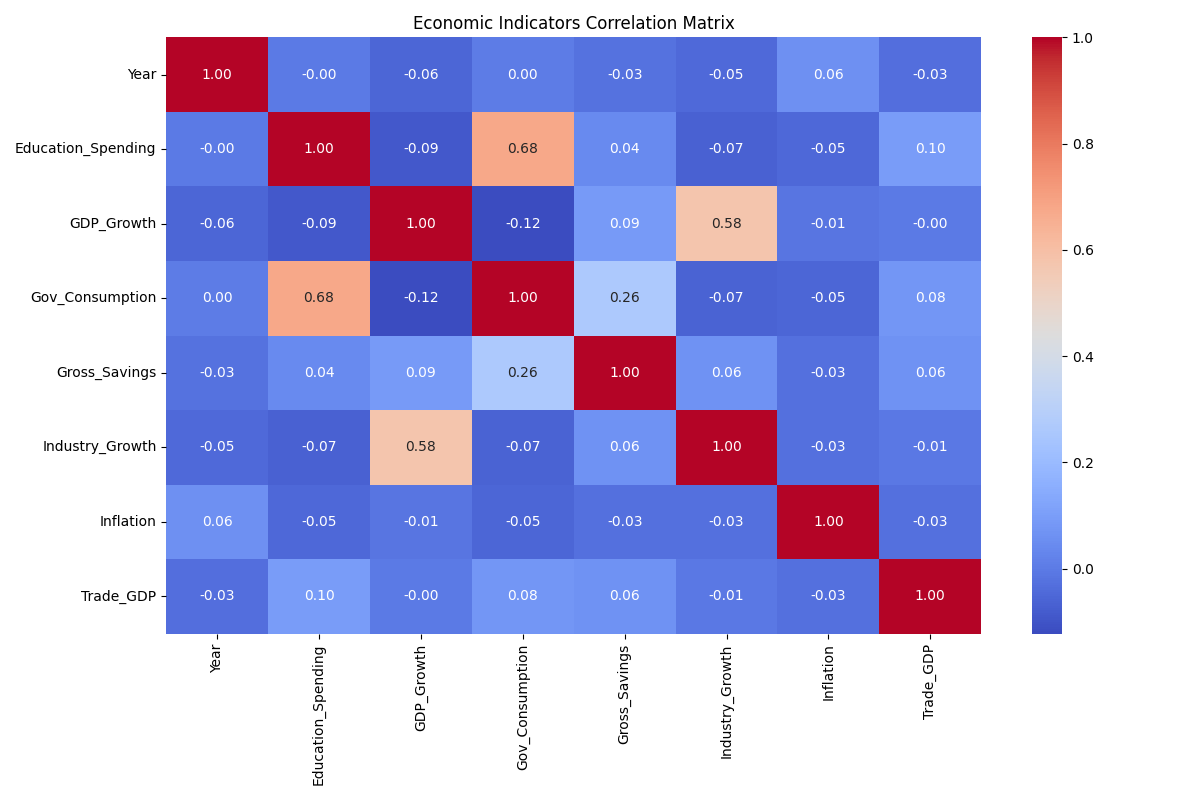 Economic Indicators Correlation Matrix
Year 1.00 -0.00 -0.06 0.00 -0.03 -0.05 0.06 -0.03
Education_Spending -0.00 1.00 -0.09 0.68 0.04 -0.07 -0.05 0.10
GDP_Growth -0.06 -0.09 1.00 -0.12 0.09 0.58 -0.01 -0.00
Gov_Consumption 0.00 0.68 -0.12 1.00 0.26 -0.07 -0.05 0.08
Gross_Savings -0.03 0.04 0.09 0.26 1.00 0.06 -0.03 0.06
Industry_Growth -0.05 -0.07 0.58 -0.07 0.06 1.00 -0.03 -0.01
Inflation 0.06 -0.05 -0.01 -0.05 -0.03 -0.03 1.00 -0.03
Trade_GDP -0.03 0.10 -0.00 0.08 0.06 -0.01 -0.03 1.00
Year
Education_Spending
GDP_Growth
Gov_Consumption
Gross_Savings
Industry_Growth
Inflation
Trade_GDP
1.0
0.8
0.6
0.4
0.2
0.0